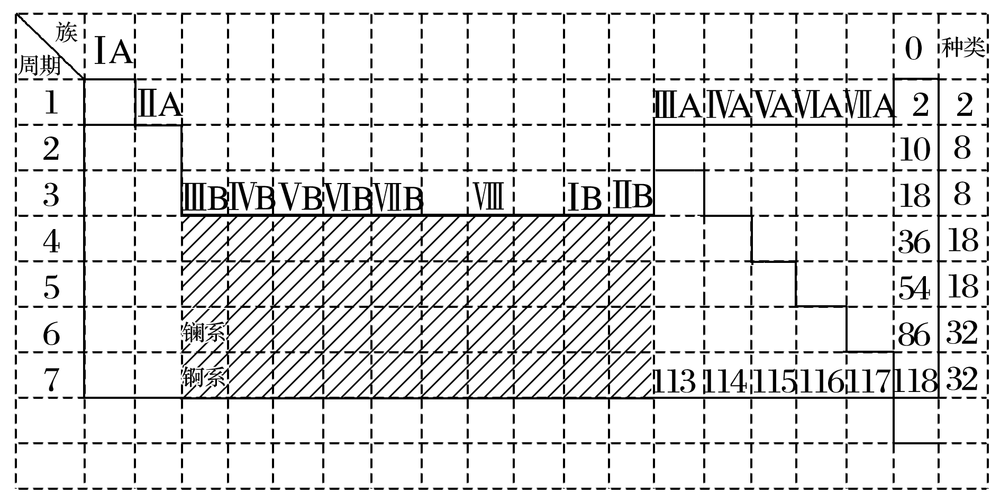 族
周期 ⅠA 0 种类
1 ⅡA ⅢA ⅣA ⅤA ⅥA ⅦA 2 2
2 10 8
3 ⅢB ⅣB ⅤB ⅥB ⅦB Ⅷ ⅠB ⅡB 18 8
4 36 18
5 54 18
6 镧系 86 32
7 锕系 113 114 115 116 117 118 32